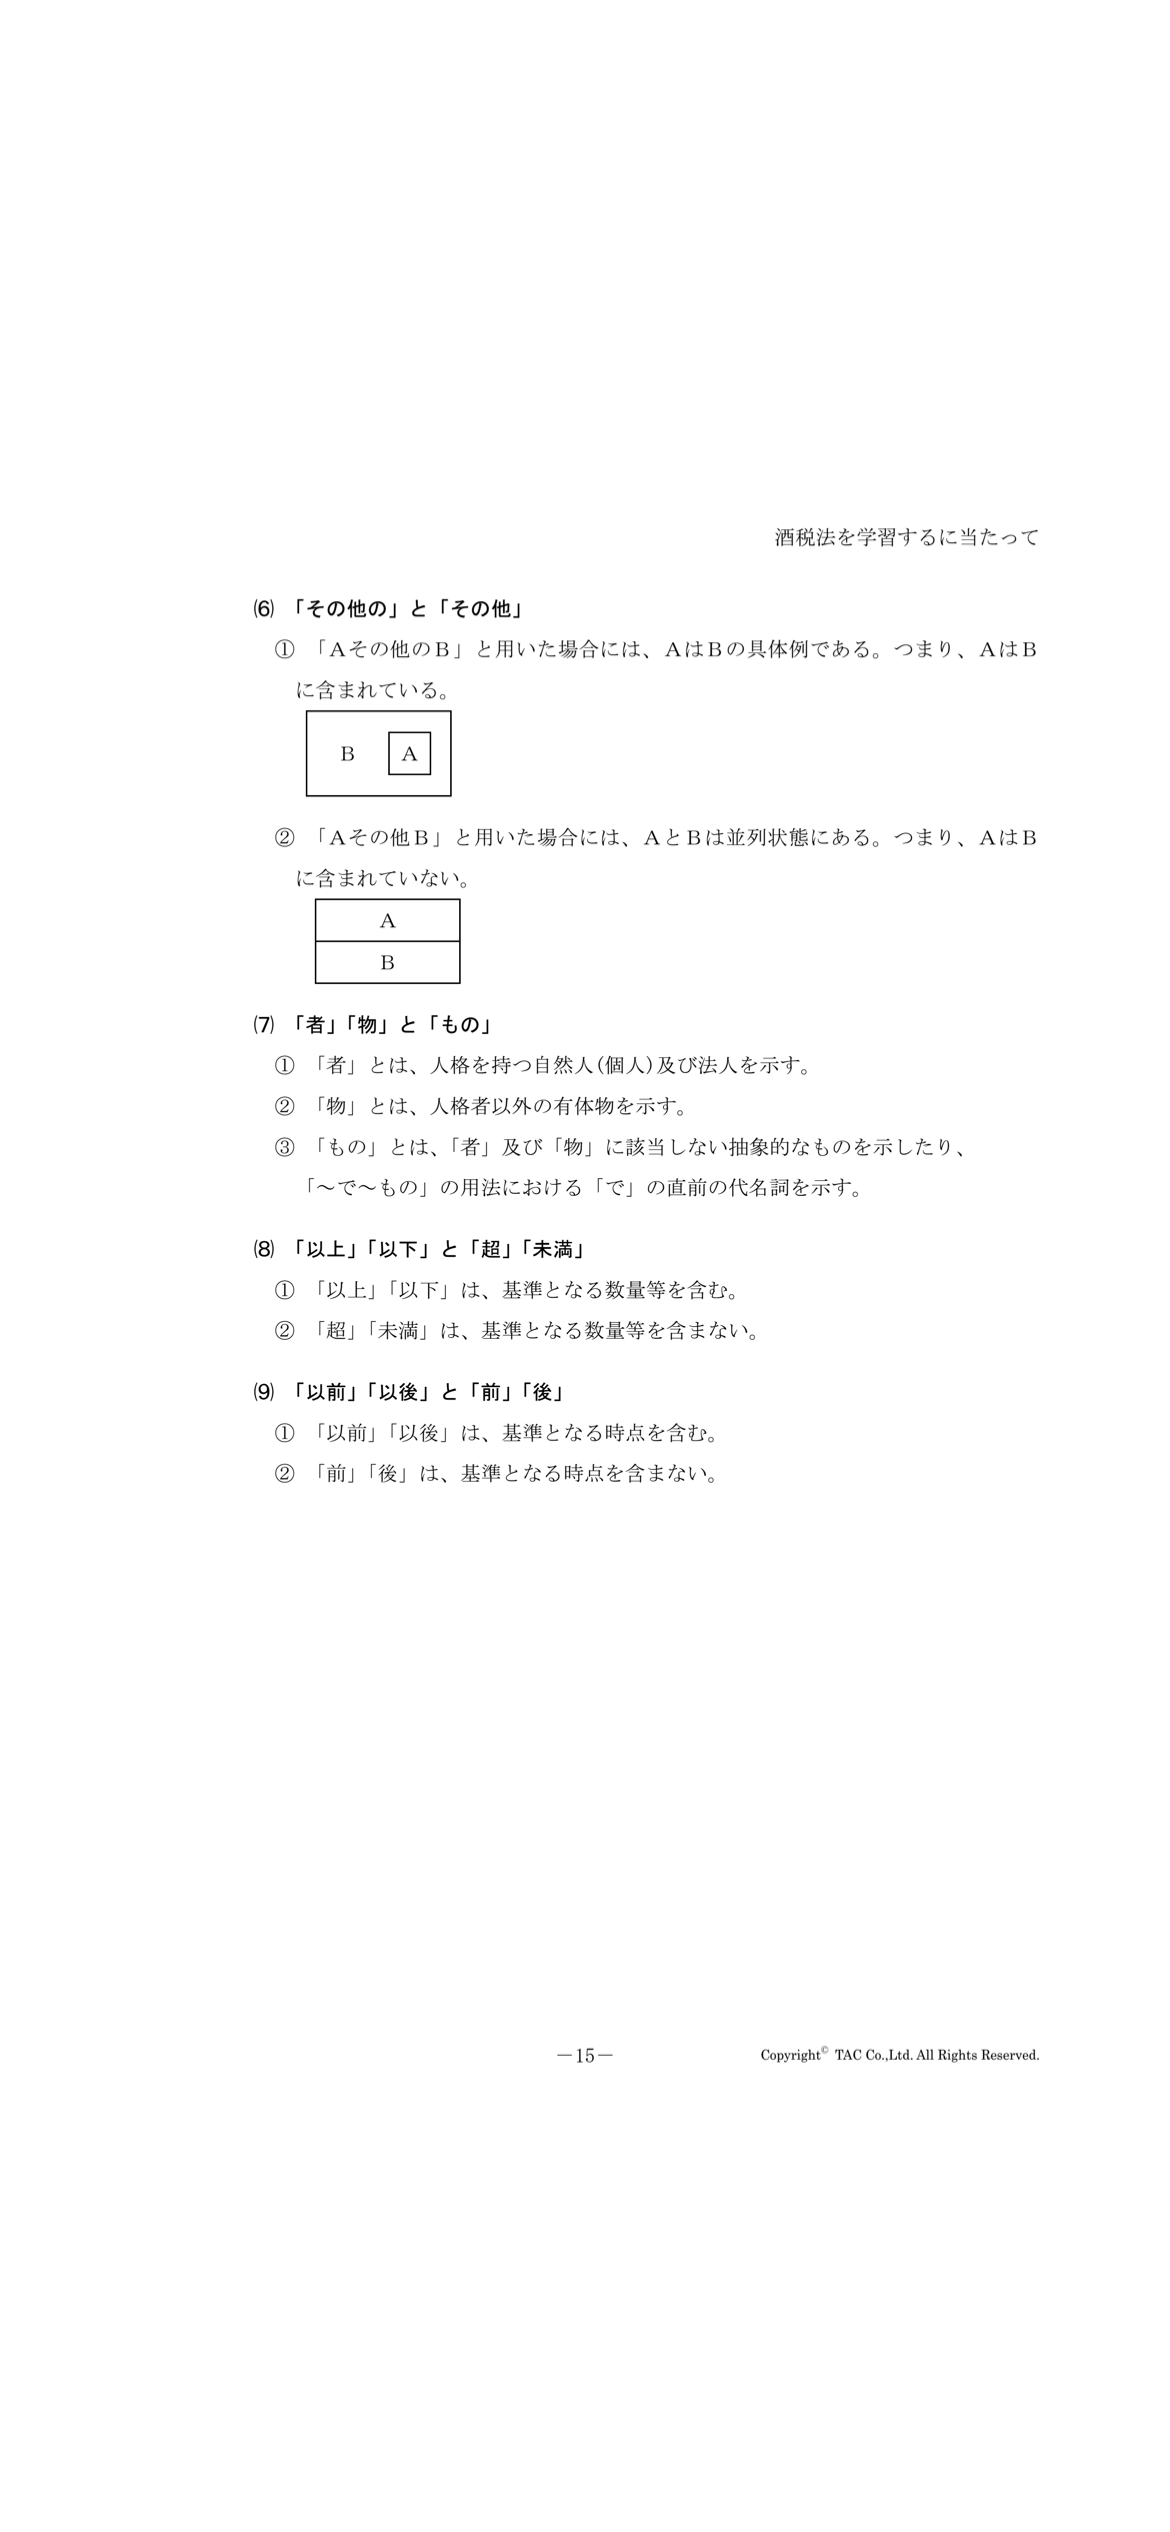 酒税法を学習するに当たって
⑹ 「その他の」と「その他」
① 「Ａその他のＢ」と用いた場合には、ＡはＢの具体例である。つまり、ＡはＢ
に含まれている。
Ｂ Ａ
② 「Ａその他Ｂ」と用いた場合には、ＡとＢは並列状態にある。つまり、ＡはＢ
に含まれていない。
Ａ
Ｂ
⑺ 「者」「物」と「もの」
① 「者」とは、人格を持つ自然人(個人)及び法人を示す。
② 「物」とは、人格者以外の有体物を示す。
③ 「もの」とは、「者」及び「物」に該当しない抽象的なものを示したり、
「～で～もの」の用法における「で」の直前の代名詞を示す。
⑻ 「以上」「以下」と「超」「未満」
① 「以上」「以下」は、基準となる数量等を含む。
② 「超」「未満」は、基準となる数量等を含まない。
⑼ 「以前」「以後」と「前」「後」
① 「以前」「以後」は、基準となる時点を含む。
② 「前」「後」は、基準となる時点を含まない。
－15－ Copyright© TAC Co.,Ltd. All Rights Reserved.